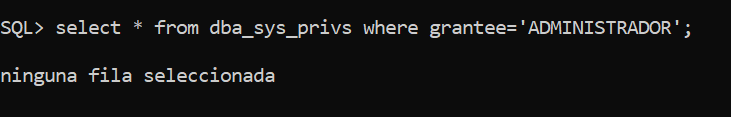 SQL> select * from dba_sys_privs where grantee='ADMINISTRADOR';
ninguna fila seleccionada